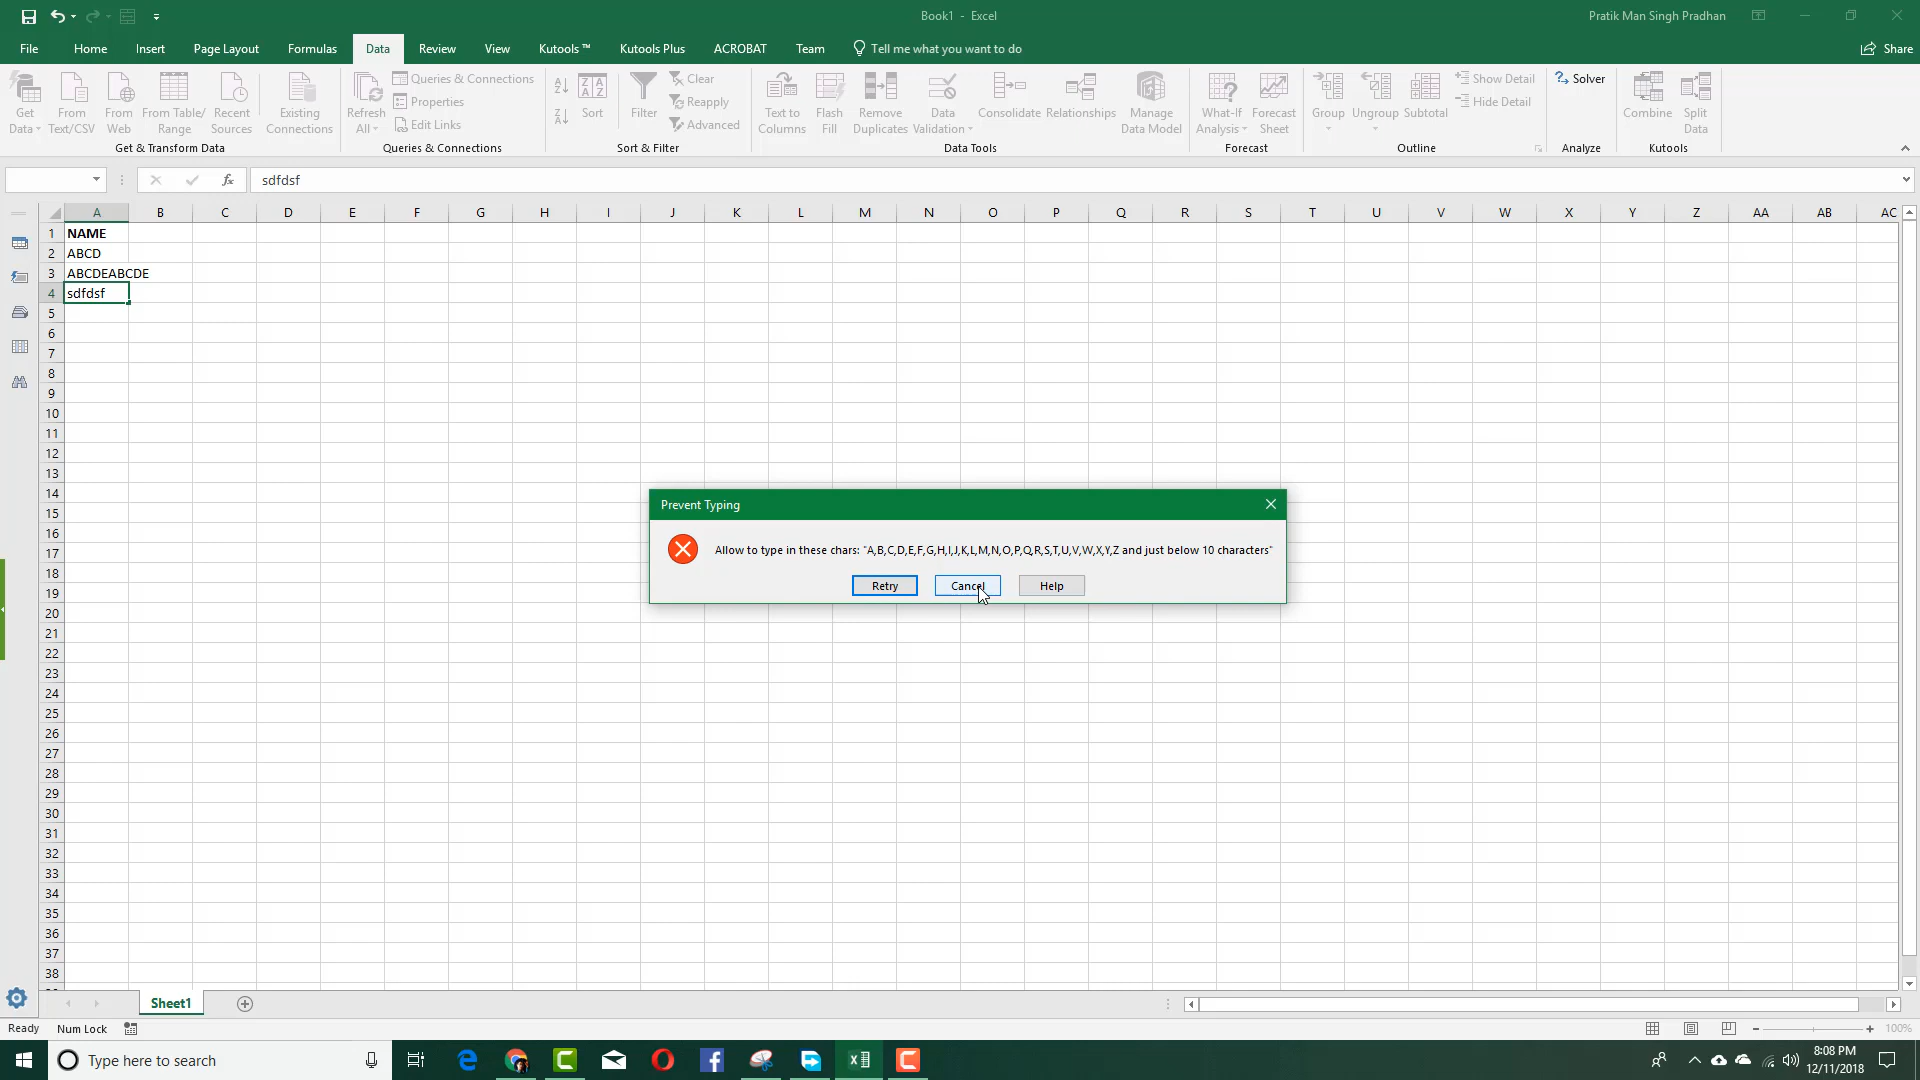 Book1 - Excel
Pratik Man Singh Pradhan
File Home Insert Page Layout Formulas Data Review View Kutools ™ Kutools Plus ACROBAT Team Tell me what you want to do Share
Get Data
From Text/CSV
From Web
From Table/ Range
Recent Sources
Existing Connections
Get & Transform Data
Refresh All
Queries & Connections
Properties
Edit Links
Queries & Connections
Sort
Filter
Clear
Reapply
Advanced
Sort & Filter
Text to Columns
Flash Fill
Remove Duplicates
Data Validation
Consolidate
Relationships
Manage Data Model
Data Tools
What-If Analysis
Forecast Sheet
Forecast
Group
Ungroup
Subtotal
Show Detail
Hide Detail
Outline
Solver
Analyze
Combine
Split Data
Kutools
fx sdfdsf
A B C D E F G H I J K L M N O P Q R S T U V W X Y Z AA AB AC
1 NAME
2 ABCD
3 ABCDEABCDE
4 sdfdsf
5
6
7
8
9
10
11
12
13
14
15
16
17
18
19
20
21
22
23
24
25
26
27
28
29
30
31
32
33
34
35
36
37
38
Prevent Typing
Allow to type in these chars: "A,B,C,D,E,F,G,H,I,J,K,L,M,N,O,P,Q,R,S,T,U,V,W,X,Y,Z and just below 10 characters"
Retry Cancel Help
Sheet1
Ready Num Lock
100%
Type here to search
8:08 PM
12/11/2018